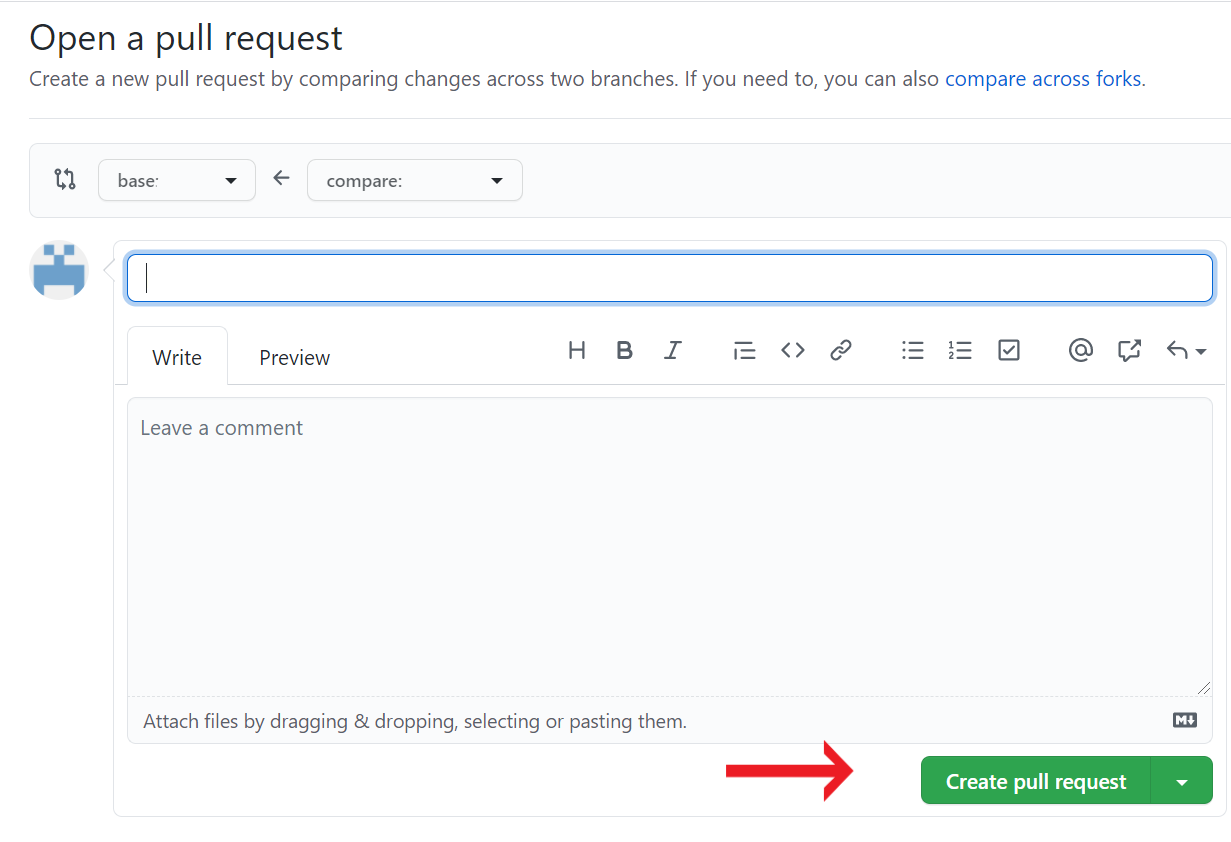 Open a pull request
Create a new pull request by comparing changes across two branches. If you need to, you can also compare across forks.
base:
compare:
Write
Preview
Leave a comment
Attach files by dragging & dropping, selecting or pasting them.
Create pull request